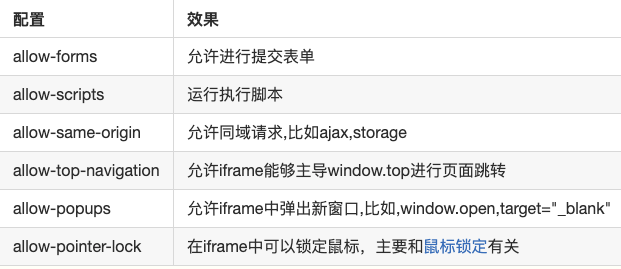 配置 效果
allow-forms 允许进行提交表单
allow-scripts 运行执行脚本
allow-same-origin 允许同域请求,比如ajax,storage
allow-top-navigation 允许iframe能够主导window.top进行页面跳转
allow-popups 允许iframe中弹出新窗口,比如,window.open,target="_blank"
allow-pointer-lock 在iframe中可以锁定鼠标，主要和鼠标锁定有关